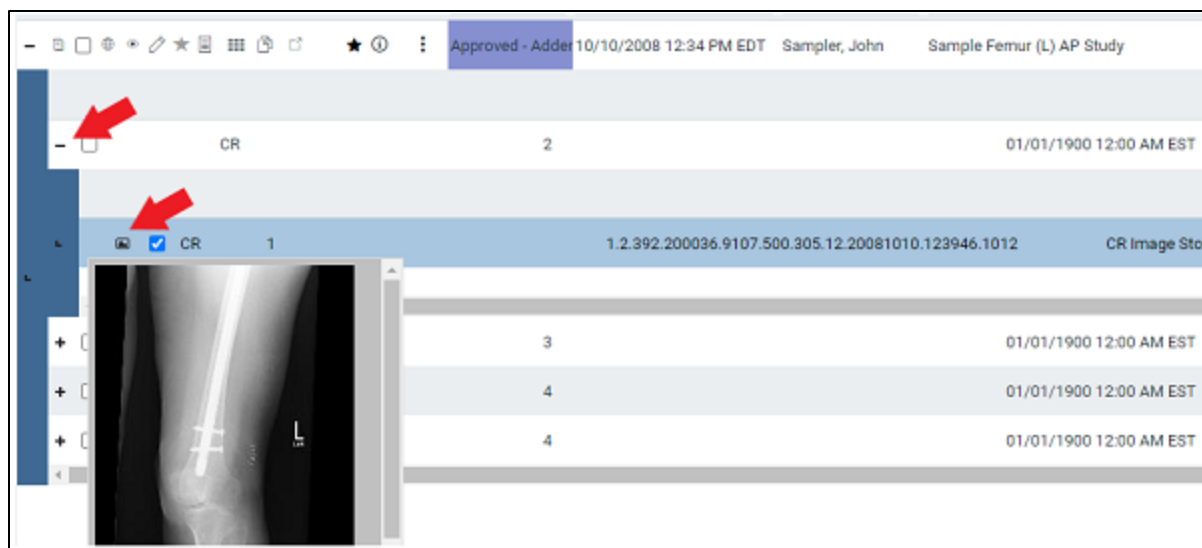 Approved - Adder 10/10/2008 12:34 PM EDT Sampler, John Sample Femur (L) AP Study
CR 2 01/01/1900 12:00 AM EST
CR 1 1.2.392.200036.9107.500.305.12.20081010.123946.1012 CR Image Sto
3 01/01/1900 12:00 AM EST
4 01/01/1900 12:00 AM EST
L
4 01/01/1900 12:00 AM EST